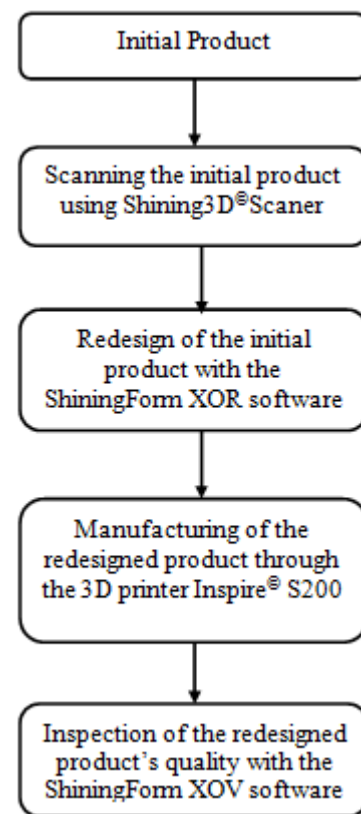 Initial Product
Scanning the initial product
using Shining3D©Scaner
Redesign of the initial
product with the
ShiningForm XOR software
Manufacturing of the
redesigned product through
the 3D printer Inspire© S200
Inspection of the redesigned
product's quality with the
ShiningForm XOV software